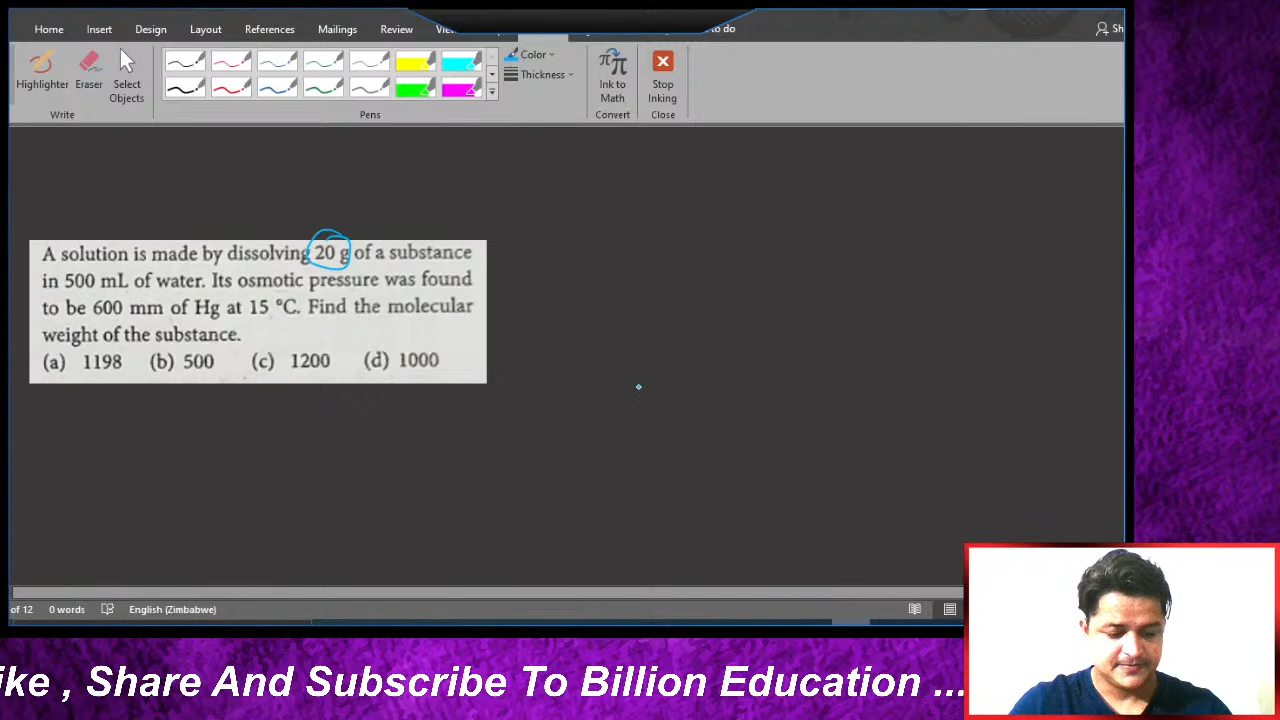 Home Insert Design Layout References Mailings Review to do
Highlighter Eraser Select Objects
Color
Thickness
Ink to Math
Stop Inking
Write Pens Convert Close
A solution is made by dissolving 20 g of a substance
in 500 mL of water. Its osmotic pressure was found
to be 600 mm of Hg at 15 °C. Find the molecular
weight of the substance.
(a) 1198 (b) 500 (c) 1200 (d) 1000
of 12 0 words English (Zimbabwe)
ike , Share And Subscribe To Billion Education ...